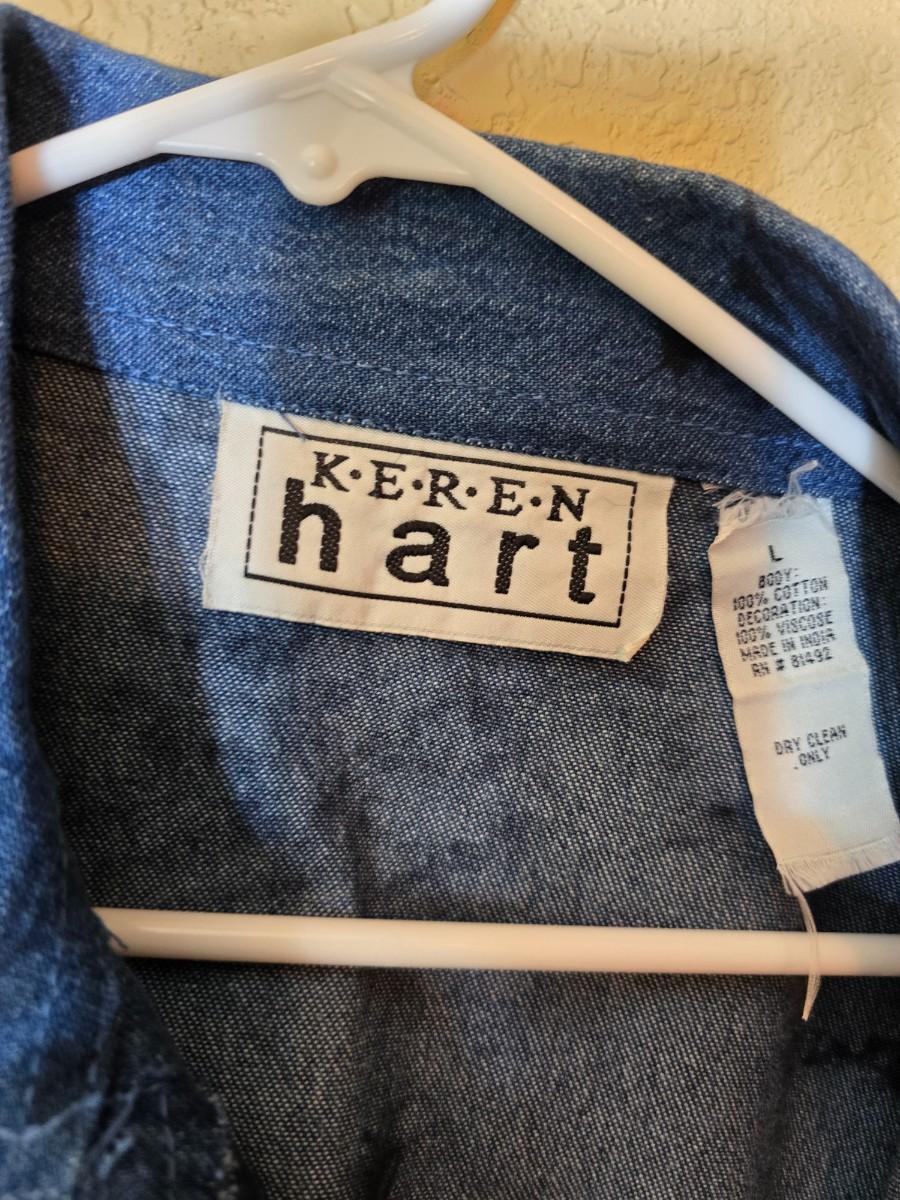 K·E·R·E·N
hart
L
BODY:
100% COTTON
DECORATION:
100% VISCOSE
MADE IN INDIA
RN # 81492
DRY CLEAN
ONLY